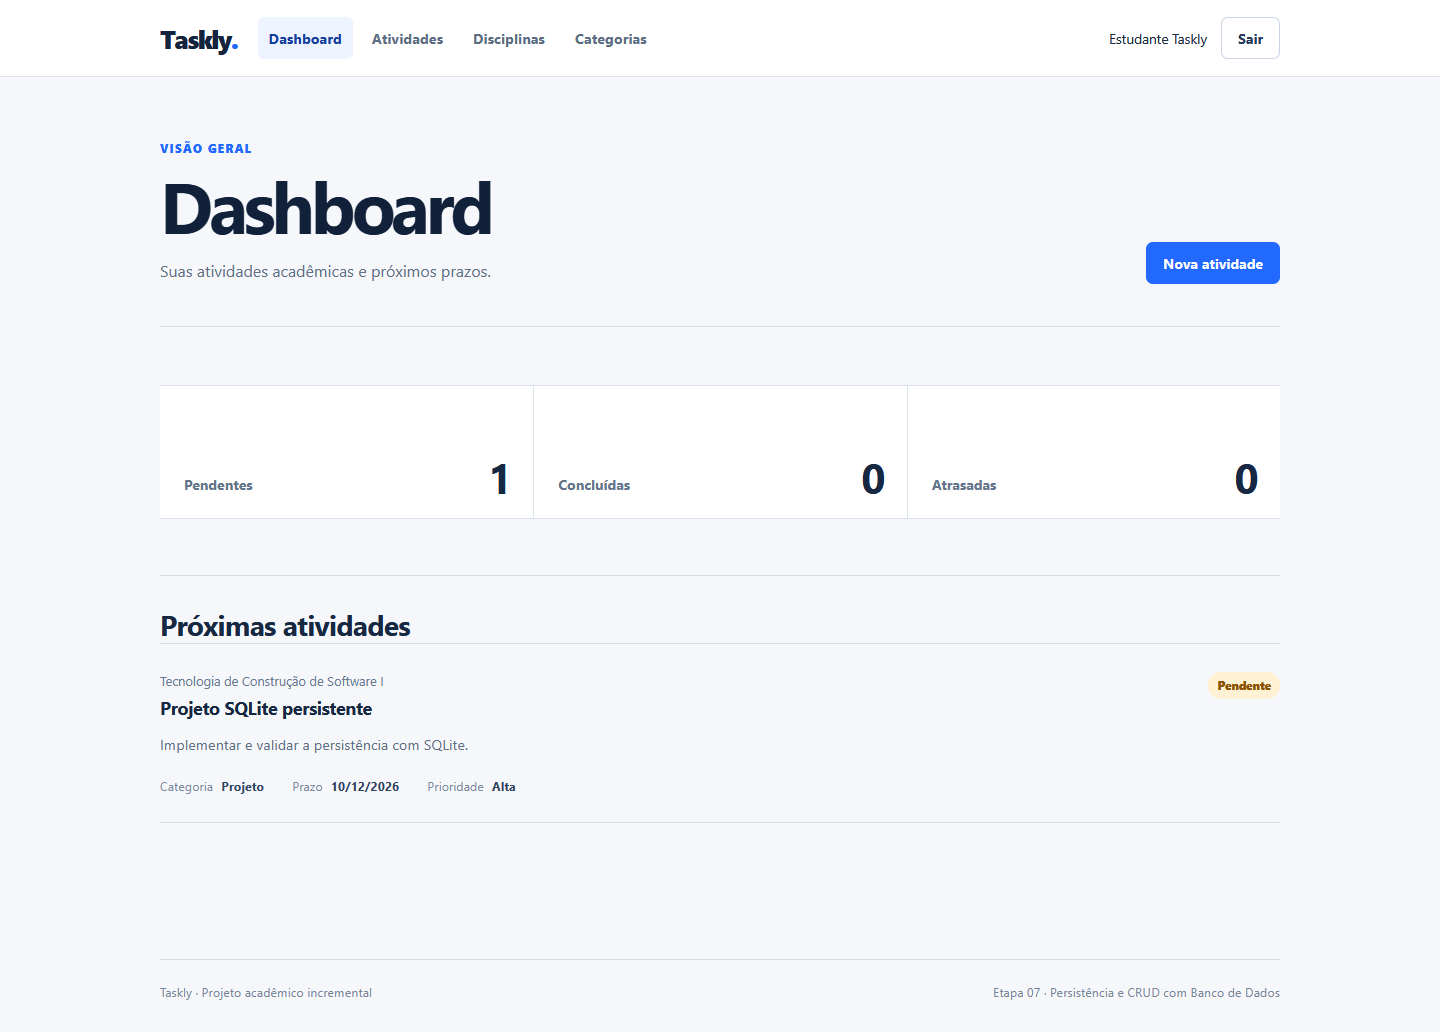 Taskly. Dashboard Atividades Disciplinas Categorias Estudante Taskly Sair
VISÃO GERAL
Dashboard
Suas atividades acadêmicas e próximos prazos.
Nova atividade
Pendentes 1 Concluídas 0 Atrasadas 0
Próximas atividades
Tecnologia de Construção de Software I
Pendente
Projeto SQLite persistente
Implementar e validar a persistência com SQLite.
Categoria Projeto Prazo 10/12/2026 Prioridade Alta
Taskly · Projeto acadêmico incremental Etapa 07 · Persistência e CRUD com Banco de Dados